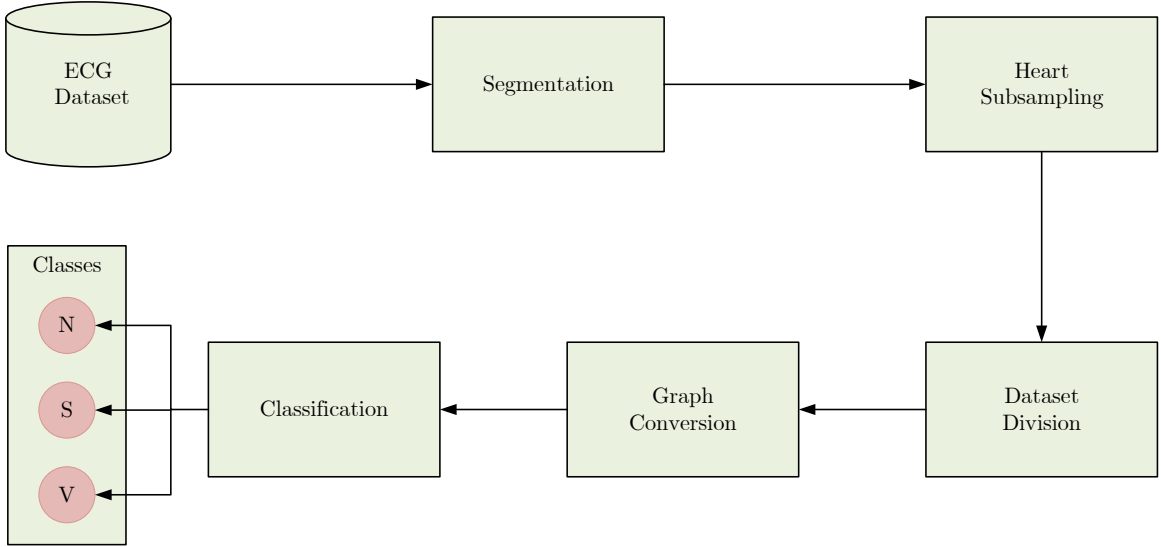 ECG
Dataset
Segmentation
Heart
Subsampling
Classes
N
S
V
Classification
Graph
Conversion
Dataset
Division